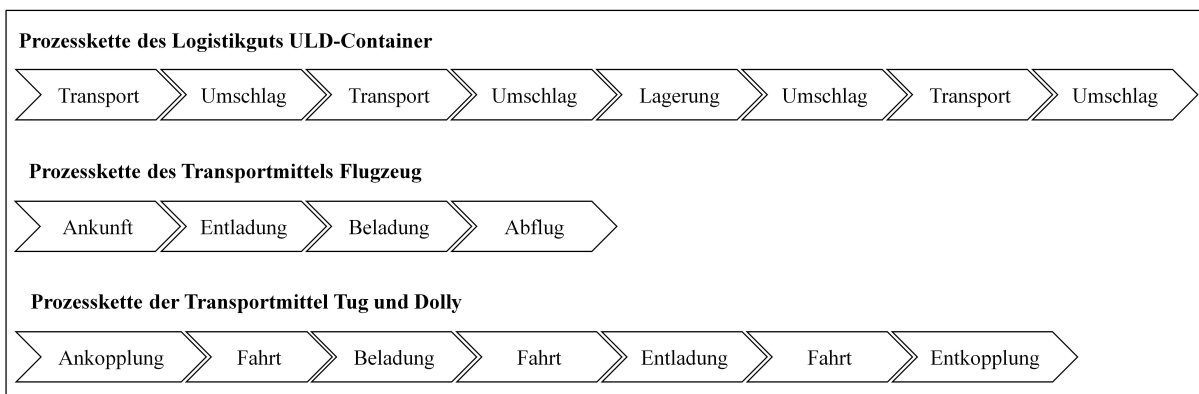 Prozesskette des Logistikguts ULD-Container
Transport Umschlag Transport Umschlag Lagerung Umschlag Transport Umschlag
Prozesskette des Transportmittels Flugzeug
Ankunft Entladung Beladung Abflug
Prozesskette der Transportmittel Tug und Dolly
Ankopplung Fahrt Beladung Fahrt Entladung Fahrt Entkopplung